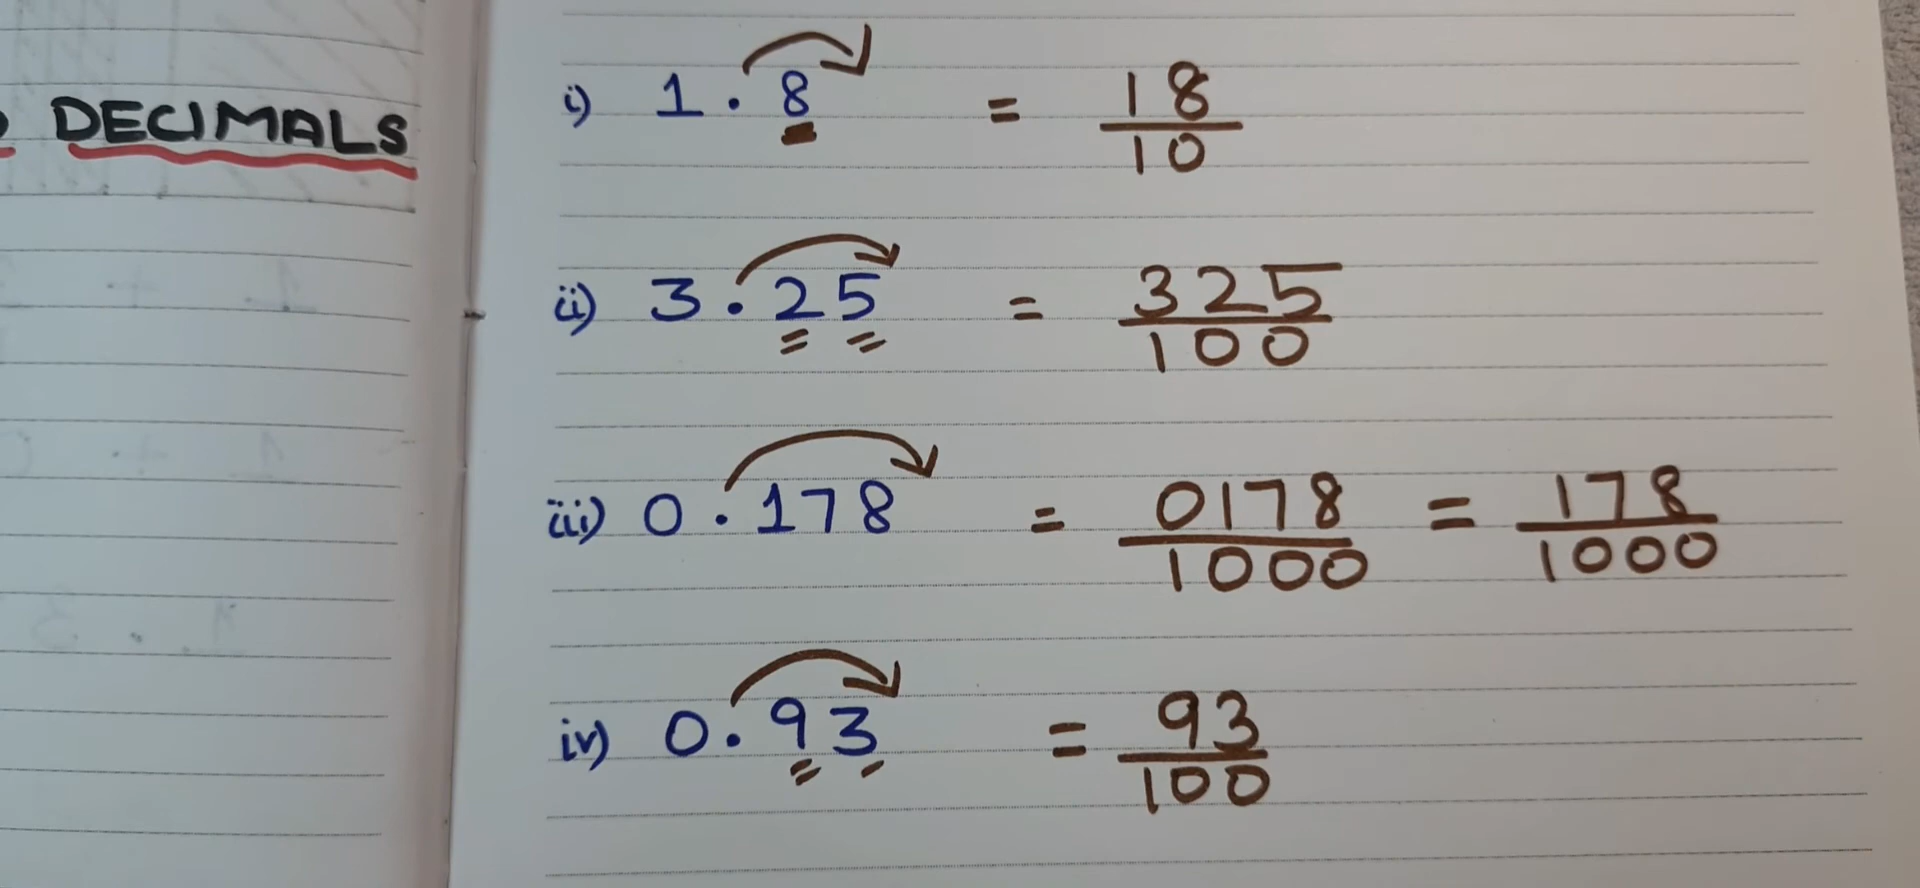 DECIMALS
i) 1.8 = 18/10
ii) 3.25 = 325/100
iii) 0.178 = 0178/1000 = 178/1000
iv) 0.93 = 93/100